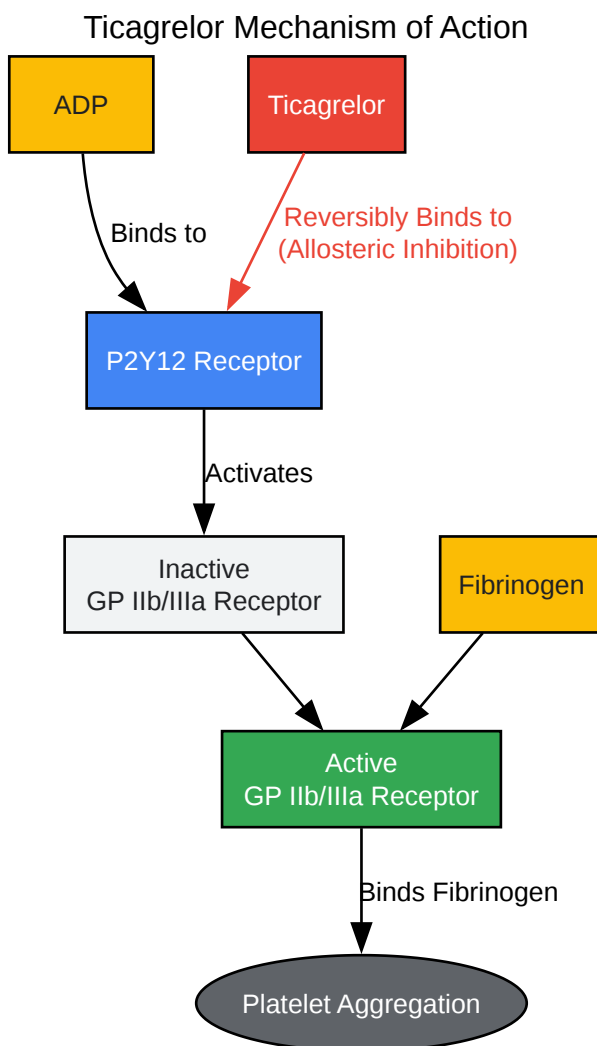 Ticagrelor Mechanism of Action
ADP
Ticagrelor
Binds to
Reversibly Binds to
(Allosteric Inhibition)
P2Y12 Receptor
Activates
Inactive
GP IIb/IIIa Receptor
Fibrinogen
Active
GP IIb/IIIa Receptor
Binds Fibrinogen
Platelet Aggregation